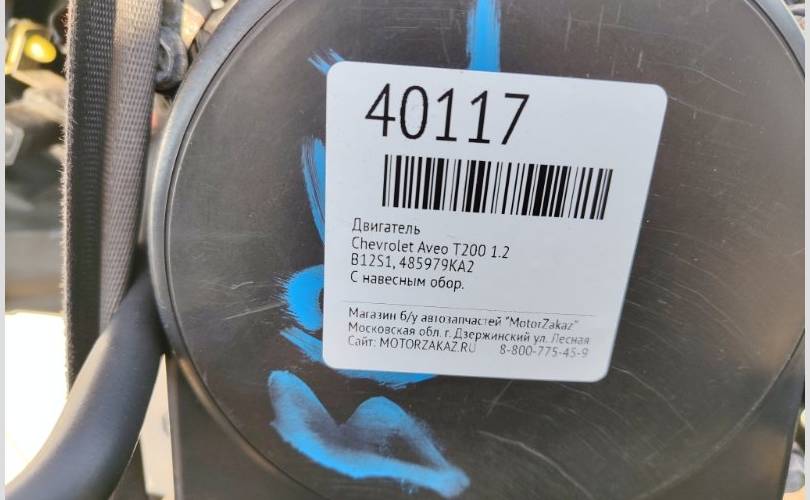 40117
Двигатель
Chevrolet Aveo T200 1.2
B12S1, 485979KA2
С навесным обор.
Магазин б/у автозапчастей "MotorZakaz"
Московская обл. г. Дзержинский ул. Лесная
Сайт: MOTORZAKAZ.RU 8-800-775-45-9